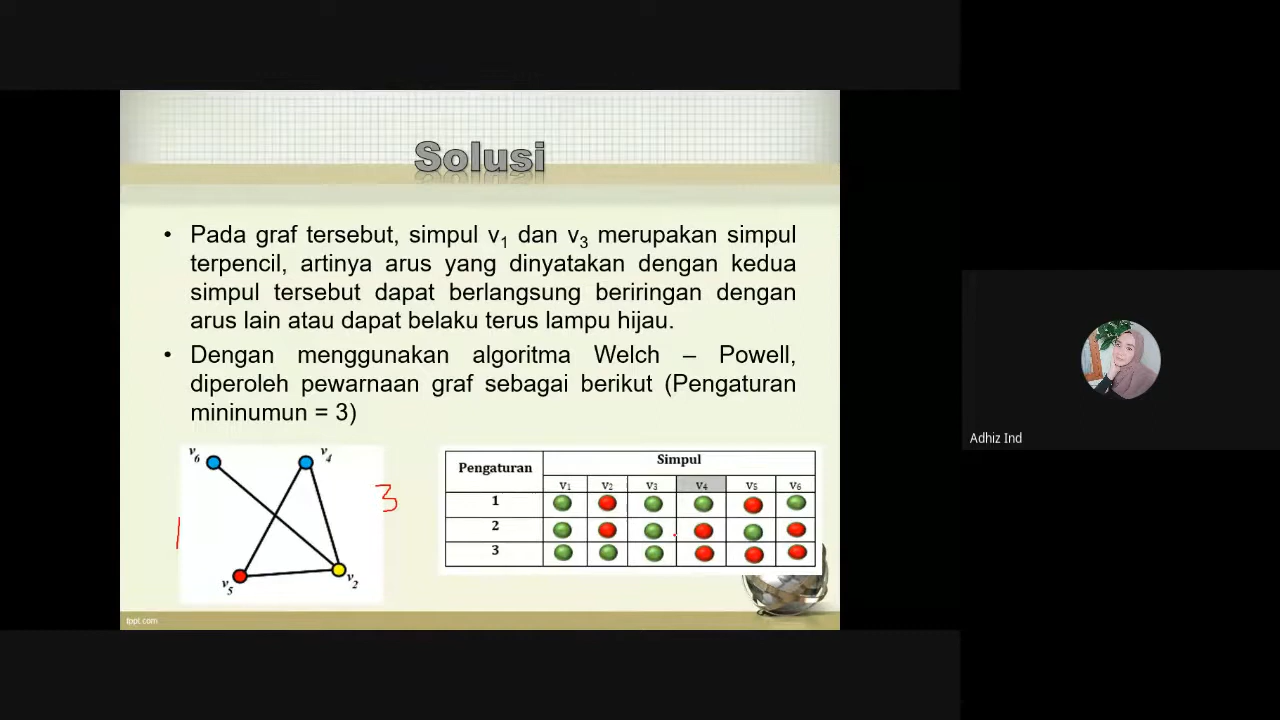 Solusi
• Pada graf tersebut, simpul v₁ dan v₃ merupakan simpul
terpencil, artinya arus yang dinyatakan dengan kedua
simpul tersebut dapat berlangsung beriringan dengan
arus lain atau dapat belaku terus lampu hijau.
• Dengan menggunakan algoritma Welch – Powell,
diperoleh pewarnaan graf sebagai berikut (Pengaturan
mininumun = 3)
v₆ v₄
3
1
v₅ v₂
Pengaturan Simpul
v₁ v₂ v₃ v₄ v₅ v₆
1
2
3
fppt.com
Adhiz Ind